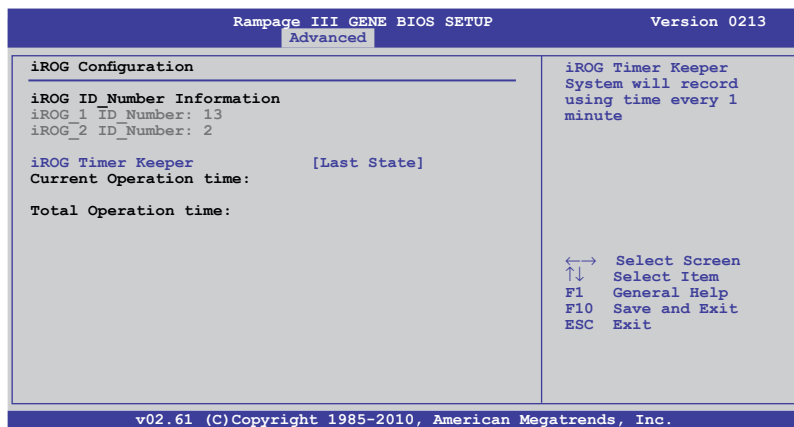 Rampage III GENE BIOS SETUP Version 0213
Advanced
iROG Configuration
iROG ID_Number Information
iROG_1 ID_Number: 13
iROG_2 ID_Number: 2
iROG Timer Keeper [Last State]
Current Operation time:
Total Operation time:
iROG Timer Keeper
System will record
using time every 1
minute
←→ Select Screen
↑↓ Select Item
F1 General Help
F10 Save and Exit
ESC Exit
v02.61 (C)Copyright 1985-2010, American Megatrends, Inc.